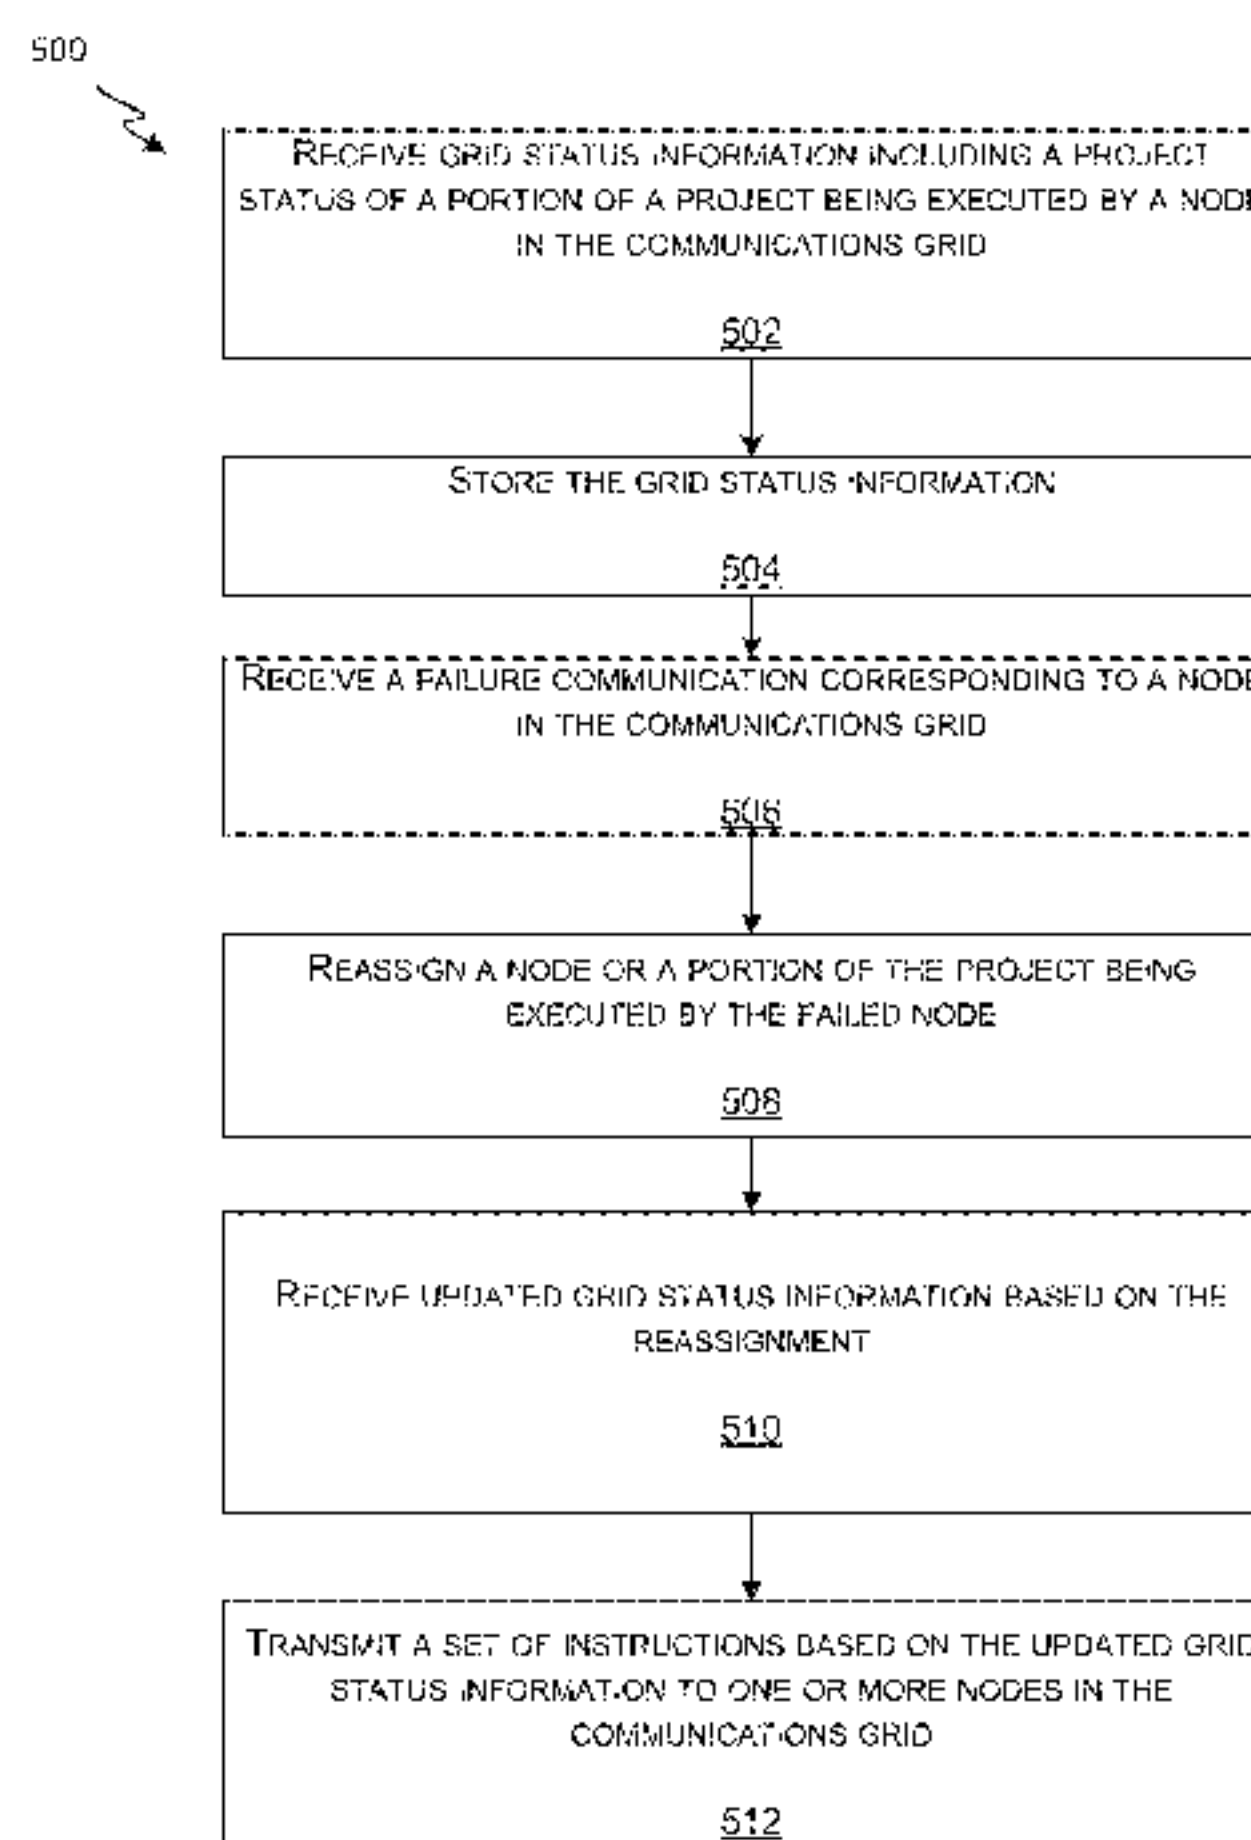 500
RECEIVE GRID STATUS INFORMATION INCLUDING A PROJECT
STATUS OF A PORTION OF A PROJECT BEING EXECUTED BY A NODE
IN THE COMMUNICATIONS GRID
502
STORE THE GRID STATUS INFORMATION
504
RECEIVE A FAILURE COMMUNICATION CORRESPONDING TO A NODE
IN THE COMMUNICATIONS GRID
506
REASSIGN A NODE OR A PORTION OF THE PROJECT BEING
EXECUTED BY THE FAILED NODE
508
RECEIVE UPDATED GRID STATUS INFORMATION BASED ON THE
REASSIGNMENT
510
TRANSMIT A SET OF INSTRUCTIONS BASED ON THE UPDATED GRID
STATUS INFORMATION TO ONE OR MORE NODES IN THE
COMMUNICATIONS GRID
512